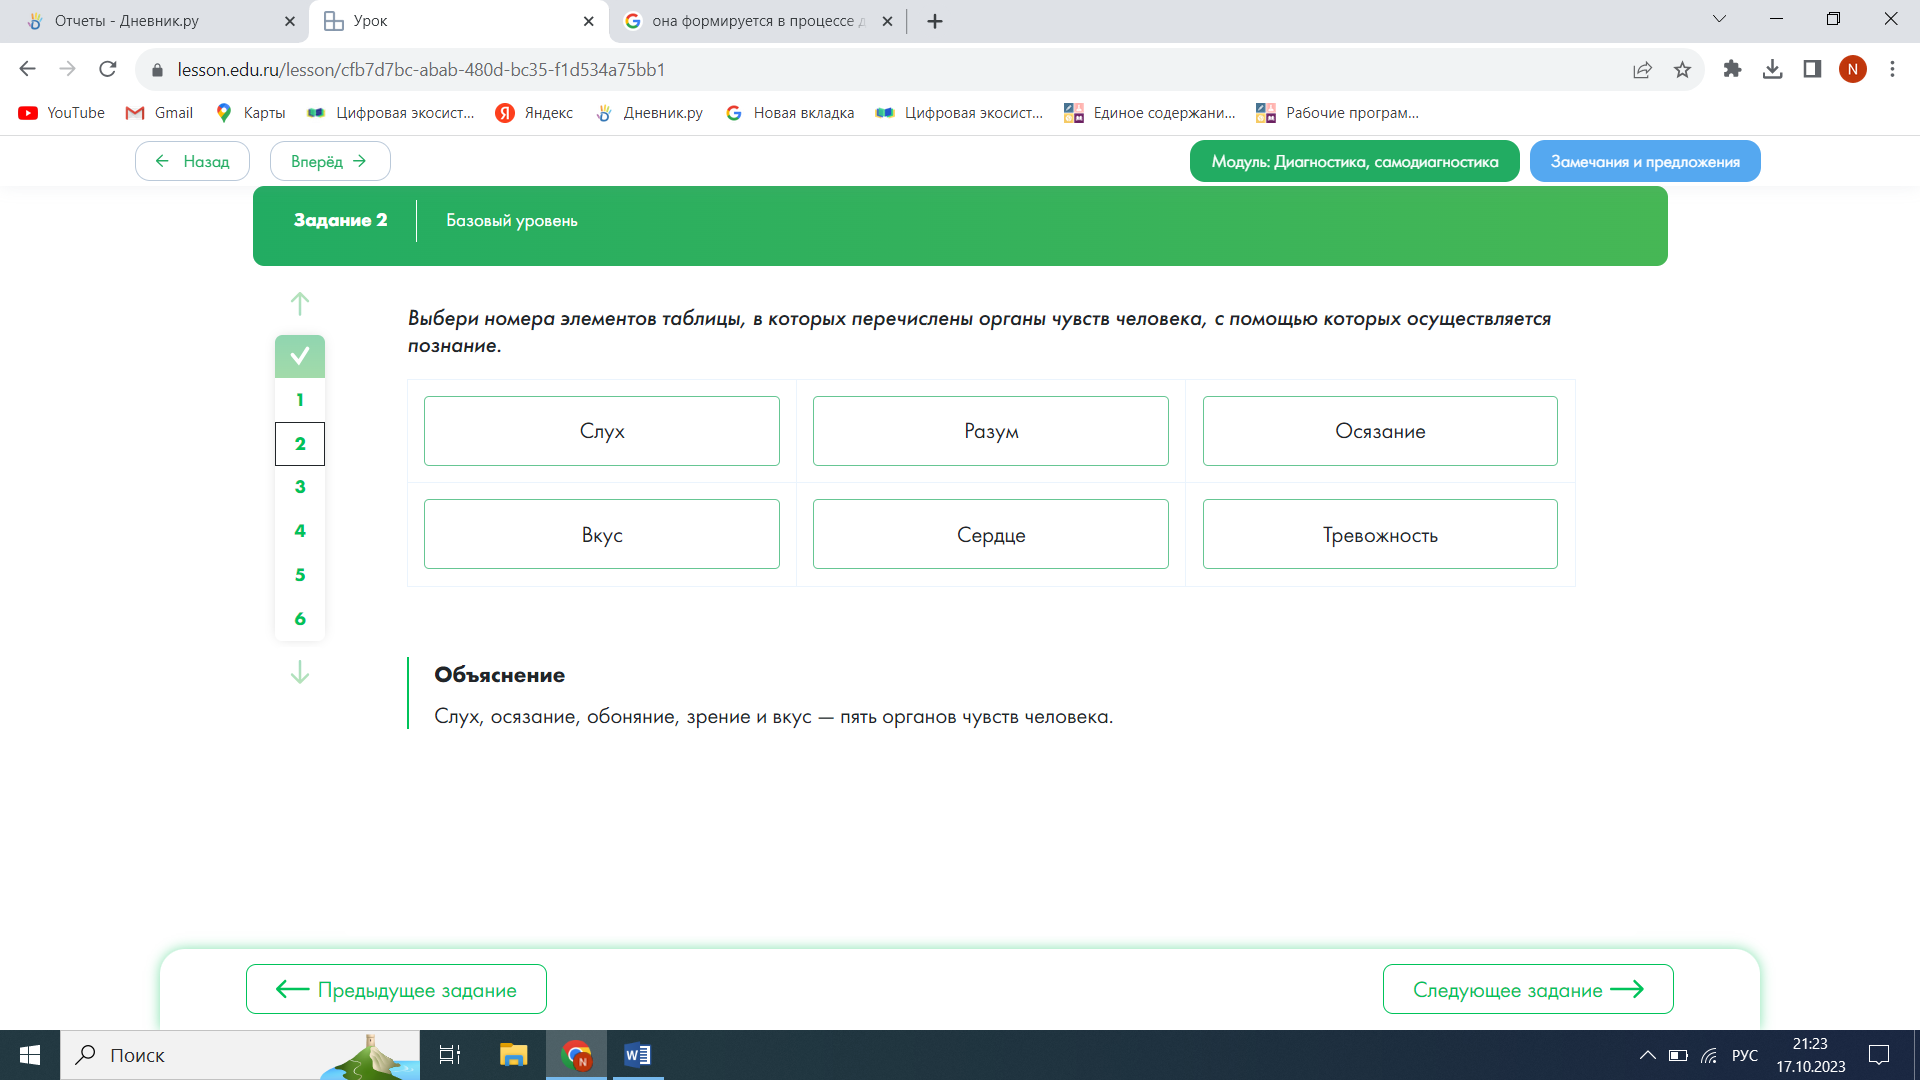 Отчеты - Дневник.ру
Урок
она формируется в процессе
lesson.edu.ru/lesson/cfb7d7bc-abab-480d-bc35-f1d534a75bb1
N
YouTube
Gmail
Карты
Цифровая экосист...
Яндекс
Дневник.ру
Новая вкладка
Цифровая экосист...
Единое содержани...
Рабочие програм...
Назад
Вперёд
Модуль: Диагностика, самодиагностика
Замечания и предложения
Задание 2
Базовый уровень
Выбери номера элементов таблицы, в которых перечислены органы чувств человека, с помощью которых осуществляется
познание.
1
2
3
4
5
6
Слух
Разум
Осязание
Вкус
Сердце
Тревожность
Объяснение
Слух, осязание, обоняние, зрение и вкус — пять органов чувств человека.
Предыдущее задание
Следующее задание
Поиск
N
РУС
21:23
17.10.2023